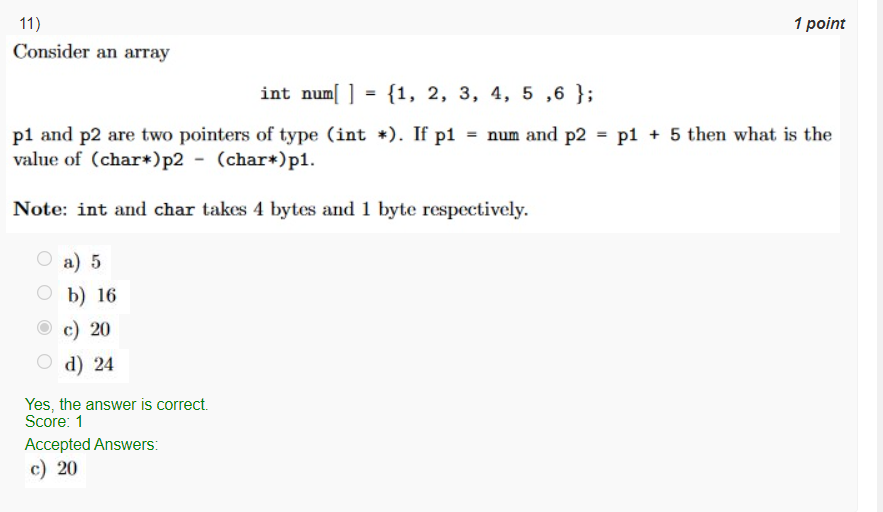 11)
1 point
Consider an array
int num[ ] = {1, 2, 3, 4, 5 ,6 };
p1 and p2 are two pointers of type (int *). If p1 = num and p2 = p1 + 5 then what is the
value of (char*)p2 - (char*)p1.
Note: int and char takes 4 bytes and 1 byte respectively.
a) 5
b) 16
c) 20
d) 24
Yes, the answer is correct.
Score: 1
Accepted Answers:
c) 20